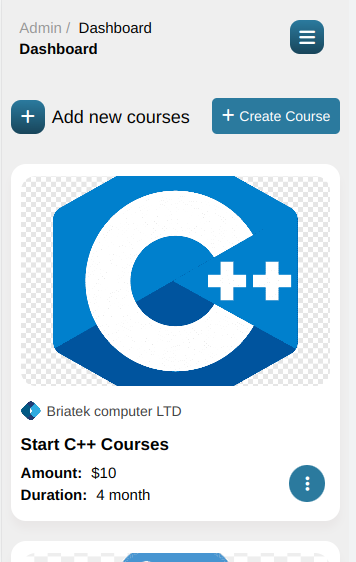 Admin / Dashboard
Dashboard
Add new courses
+ Create Course
C++
Briatek computer LTD
Start C++ Courses
Amount: $10
Duration: 4 month